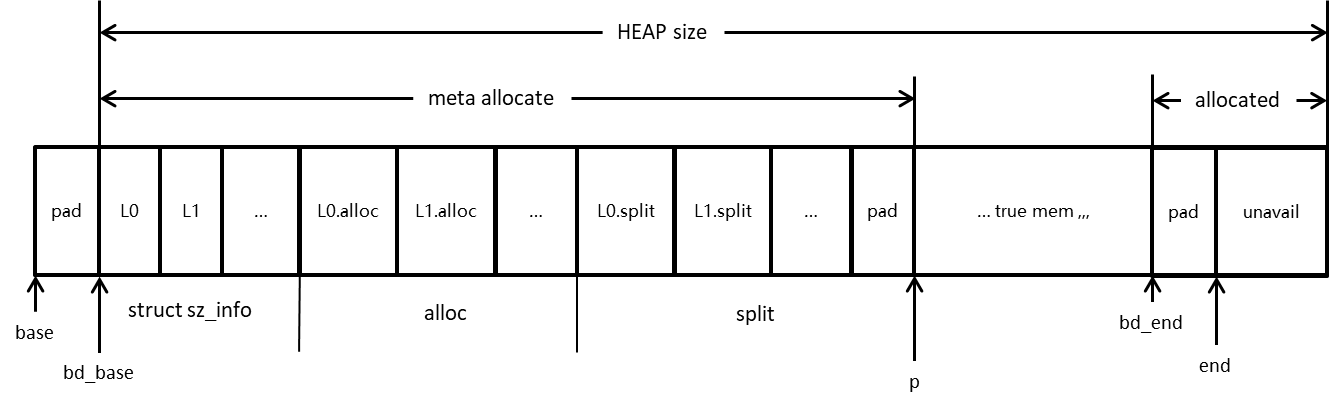 HEAP size
meta allocate
allocated
pad
L0
L1
...
L0.alloc
L1.alloc
...
L0.split
L1.split
...
pad
... true mem ,,,
pad
unavail
struct sz_info
alloc
split
base
bd_base
p
bd_end
end